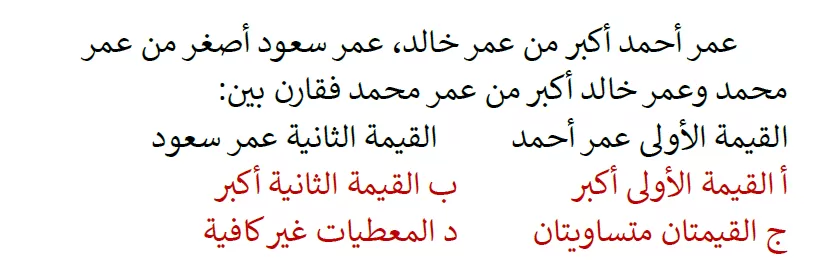 عمر أحمد أكبر من عمر خالد، عمر سعود أصغر من عمر
محمد وعمر خالد أكبر من عمر محمد فقارن بين:
القيمة الأولى عمر أحمد القيمة الثانية عمر سعود
أ القيمة الأولى أكبر ب القيمة الثانية أكبر
ج القيمتان متساويتان د المعطيات غير كافية